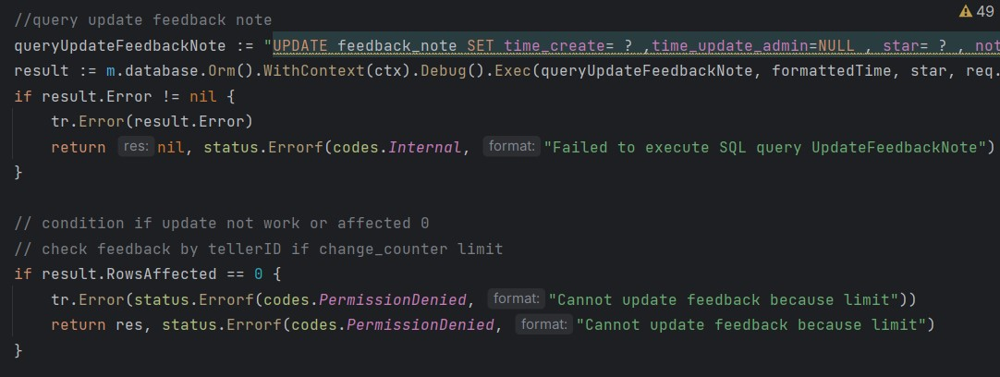 //query update feedback note
49
queryUpdateFeedbackNote := "UPDATE feedback_note SET time_create= ? ,time_update_admin=NULL , star= ? , not
result := m.database.Orm().WithContext(ctx).Debug().Exec(queryUpdateFeedbackNote, formattedTime, star, req.
if result.Error != nil {
tr.Error(result.Error)
return res: nil, status.Errorf(codes.Internal, format: "Failed to execute SQL query UpdateFeedbackNote")
}
// condition if update not work or affected 0
// check feedback by tellerID if change_counter limit
if result.RowsAffected == 0 {
tr.Error(status.Errorf(codes.PermissionDenied, format: "Cannot update feedback because limit"))
return res, status.Errorf(codes.PermissionDenied, format: "Cannot update feedback because limit")
}